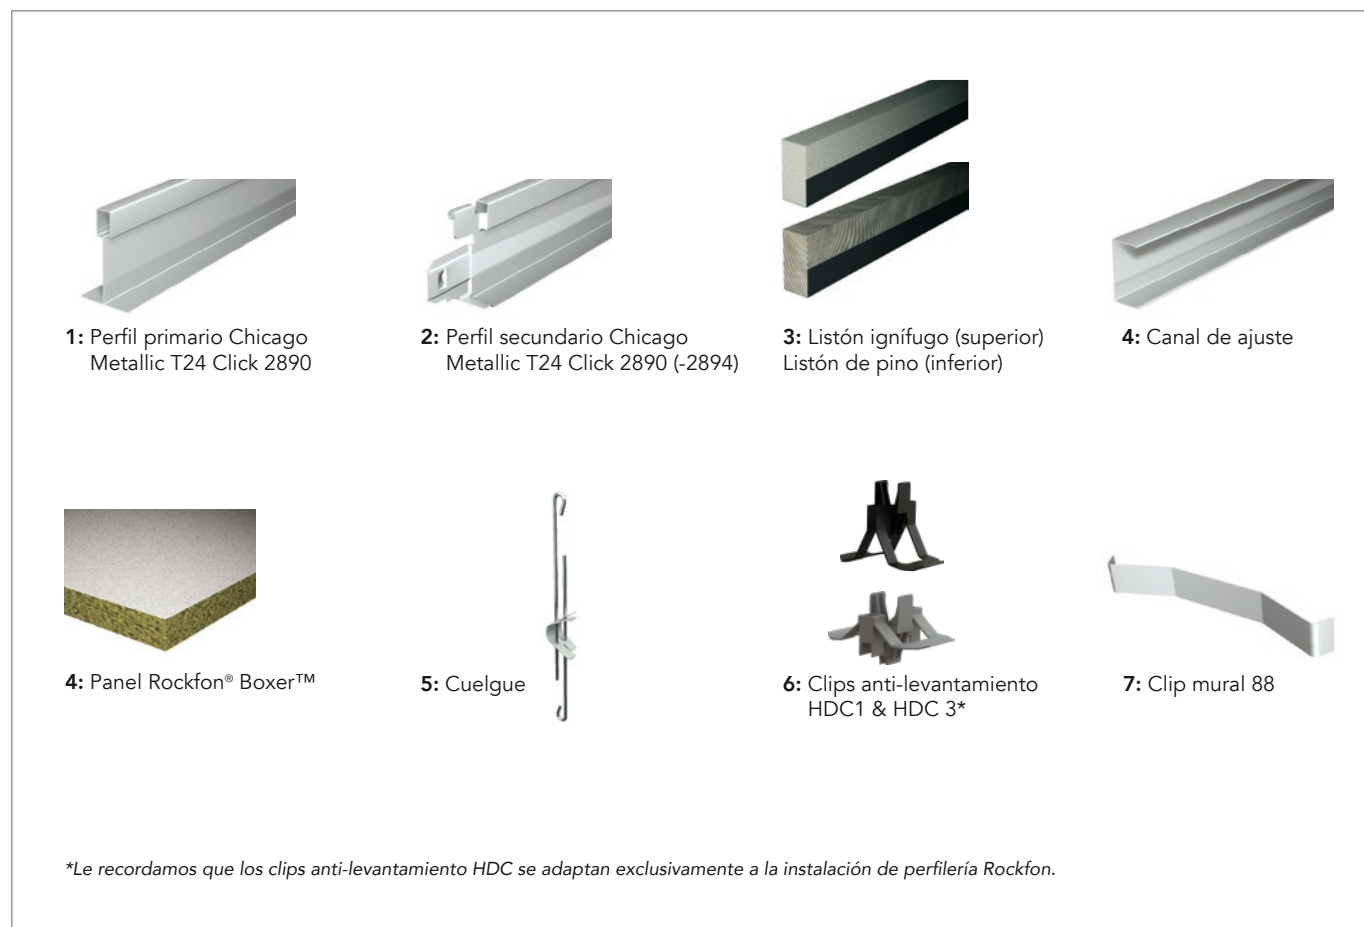 1: Perfil primario Chicago
Metallic T24 Click 2890
2: Perfil secundario Chicago
Metallic T24 Click 2890 (-2894)
3: Listón ignífugo (superior)
Listón de pino (inferior)
4: Canal de ajuste
4: Panel Rockfon® Boxer™
5: Cuelgue
6: Clips anti-levantamiento
HDC1 & HDC 3*
7: Clip mural 88
*Le recordamos que los clips anti-levantamiento HDC se adaptan exclusivamente a la instalación de perfilería Rockfon.